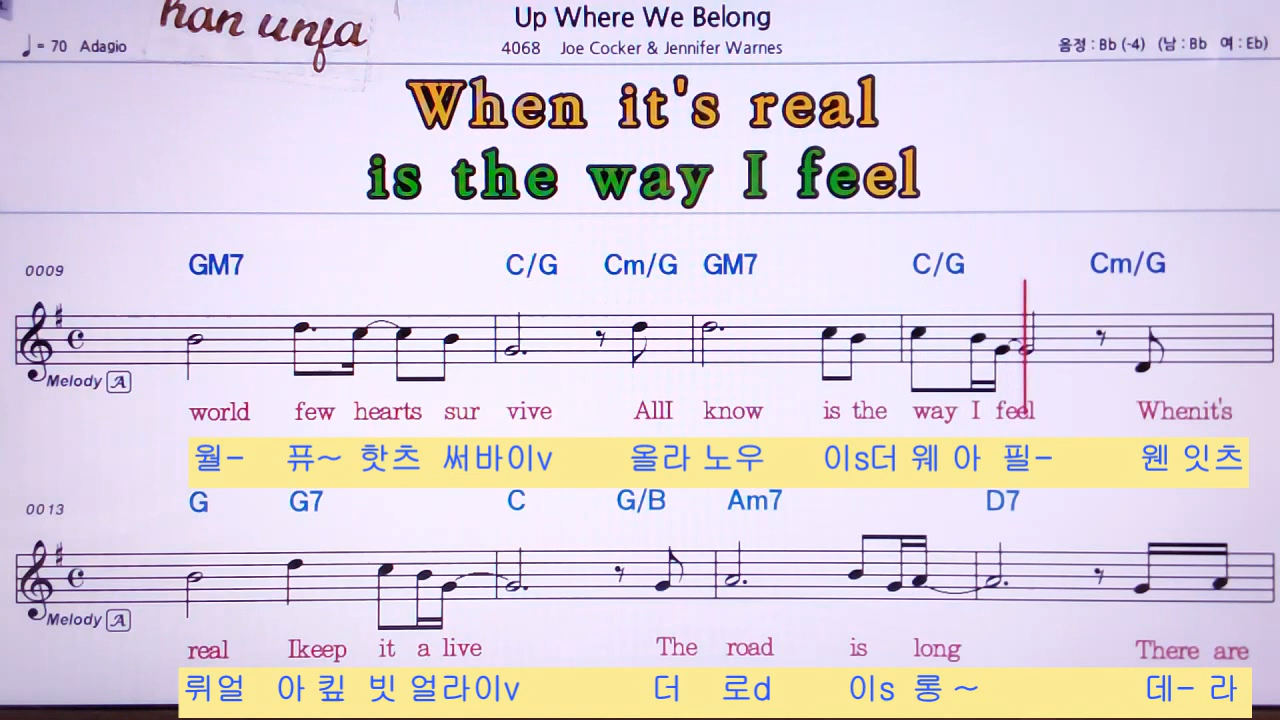 han unja
Up Where We Belong
♩= 70 Adagio
4068 Joe Cocker & Jennifer Warnes
음정 : Bb (-4) (남 : Bb 여 : Eb)
When it's real
is the way I feel
0009 GM7 C/G Cm/G GM7 C/G Cm/G
Melody A
world few hearts sur vive AllI know is the way I feel Whenit's
월- 퓨~ 핫츠 써바이v 올라 노우 이s더 웨 아 필- 웬 잇츠
0013 G G7 C G/B Am7 D7
Melody A
real Ikeep it a live The road is long There are
뤼얼 아 킾 빗 얼라이v 더 로d 이s 롱 ~ 데- 라